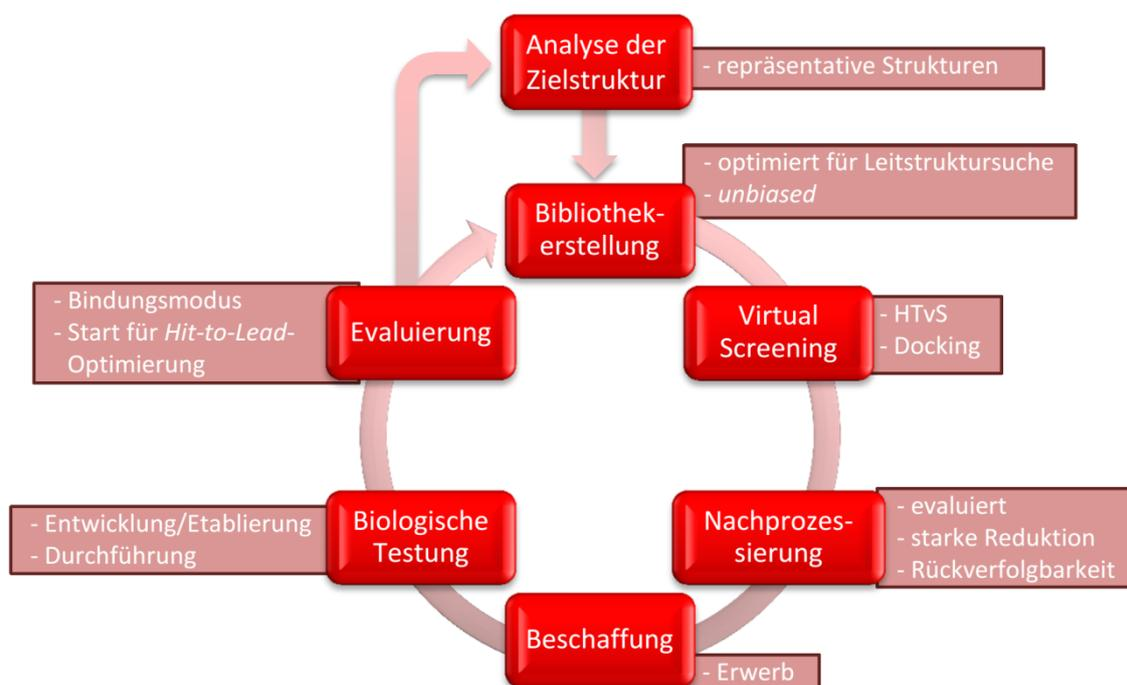 Analyse der
Zielstruktur
- repräsentative Strukturen
Bibliothek-
erstellung
- optimiert für Leitstruktursuche
- unbiased
Virtual
Screening
- HTvS
- Docking
Nachprozes-
sierung
- evaluiert
- starke Reduktion
- Rückverfolgbarkeit
Beschaffung
- Erwerb
Biologische
Testung
- Entwicklung/Etablierung
- Durchführung
Evaluierung
- Bindungsmodus
- Start für Hit-to-Lead-
Optimierung